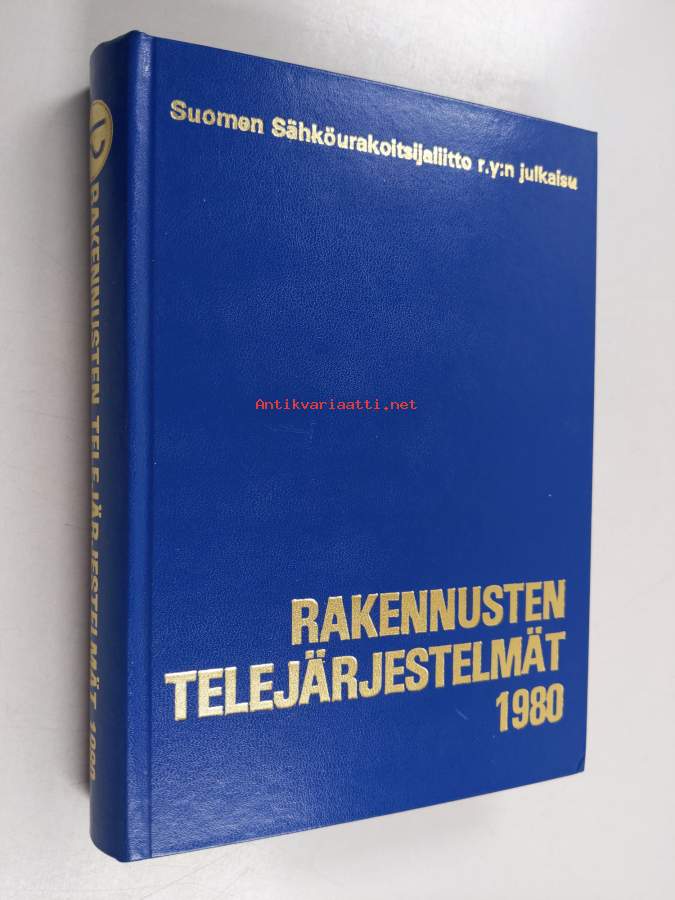 Suomen Sähköurakoitsijaliitto r.y:n julkaisu
RAKENNUSTEN
TELEJÄRJESTELMÄT
1980
RAKENNUSTEN TELEJÄRJESTELMÄT 1980
Antikvariaatti.net